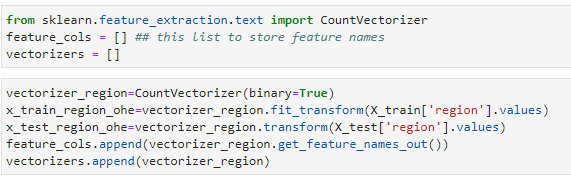 from sklearn.feature_extraction.text import CountVectorizer
feature_cols = [] ## this list to store feature names
vectorizers = []
vectorizer_region=CountVectorizer(binary=True)
x_train_region_ohe=vectorizer_region.fit_transform(X_train['region'].values)
x_test_region_ohe=vectorizer_region.transform(X_test['region'].values)
feature_cols.append(vectorizer_region.get_feature_names_out())
vectorizers.append(vectorizer_region)